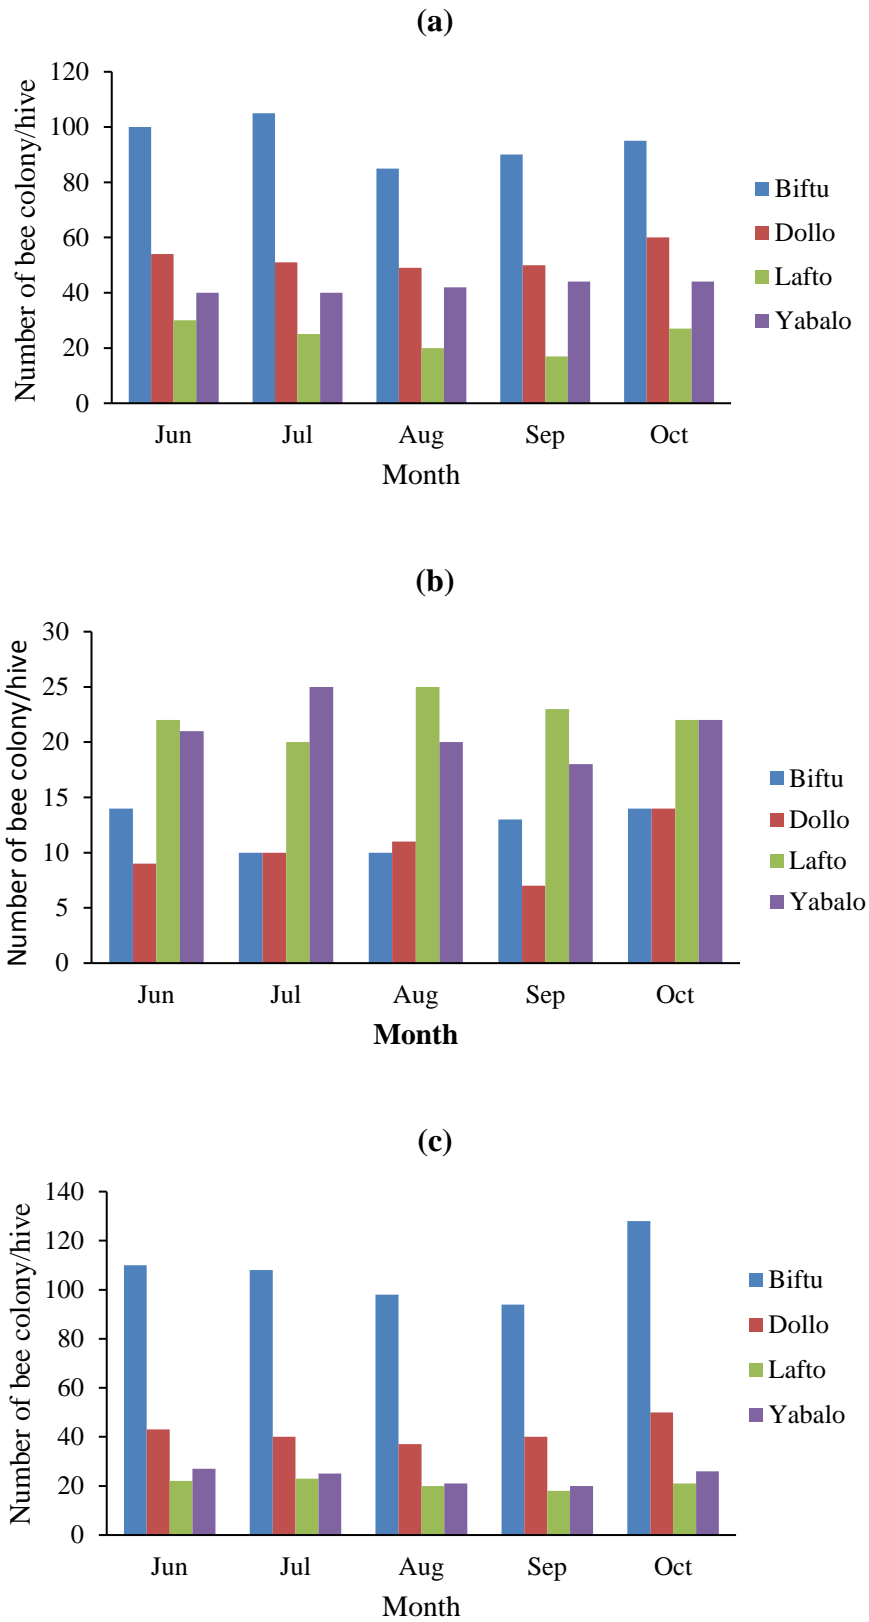 (a)
Number of bee colony/hive
120
100
80
60
40
20
0
Jun Jul Aug Sep Oct
Month
Biftu
Dollo
Lafto
Yabalo
(b)
Number of bee colony/hive
30
25
20
15
10
5
0
Jun Jul Aug Sep Oct
Month
Biftu
Dollo
Lafto
Yabalo
(c)
Number of bee colony/hive
140
120
100
80
60
40
20
0
Jun Jul Aug Sep Oct
Month
Biftu
Dollo
Lafto
Yabalo